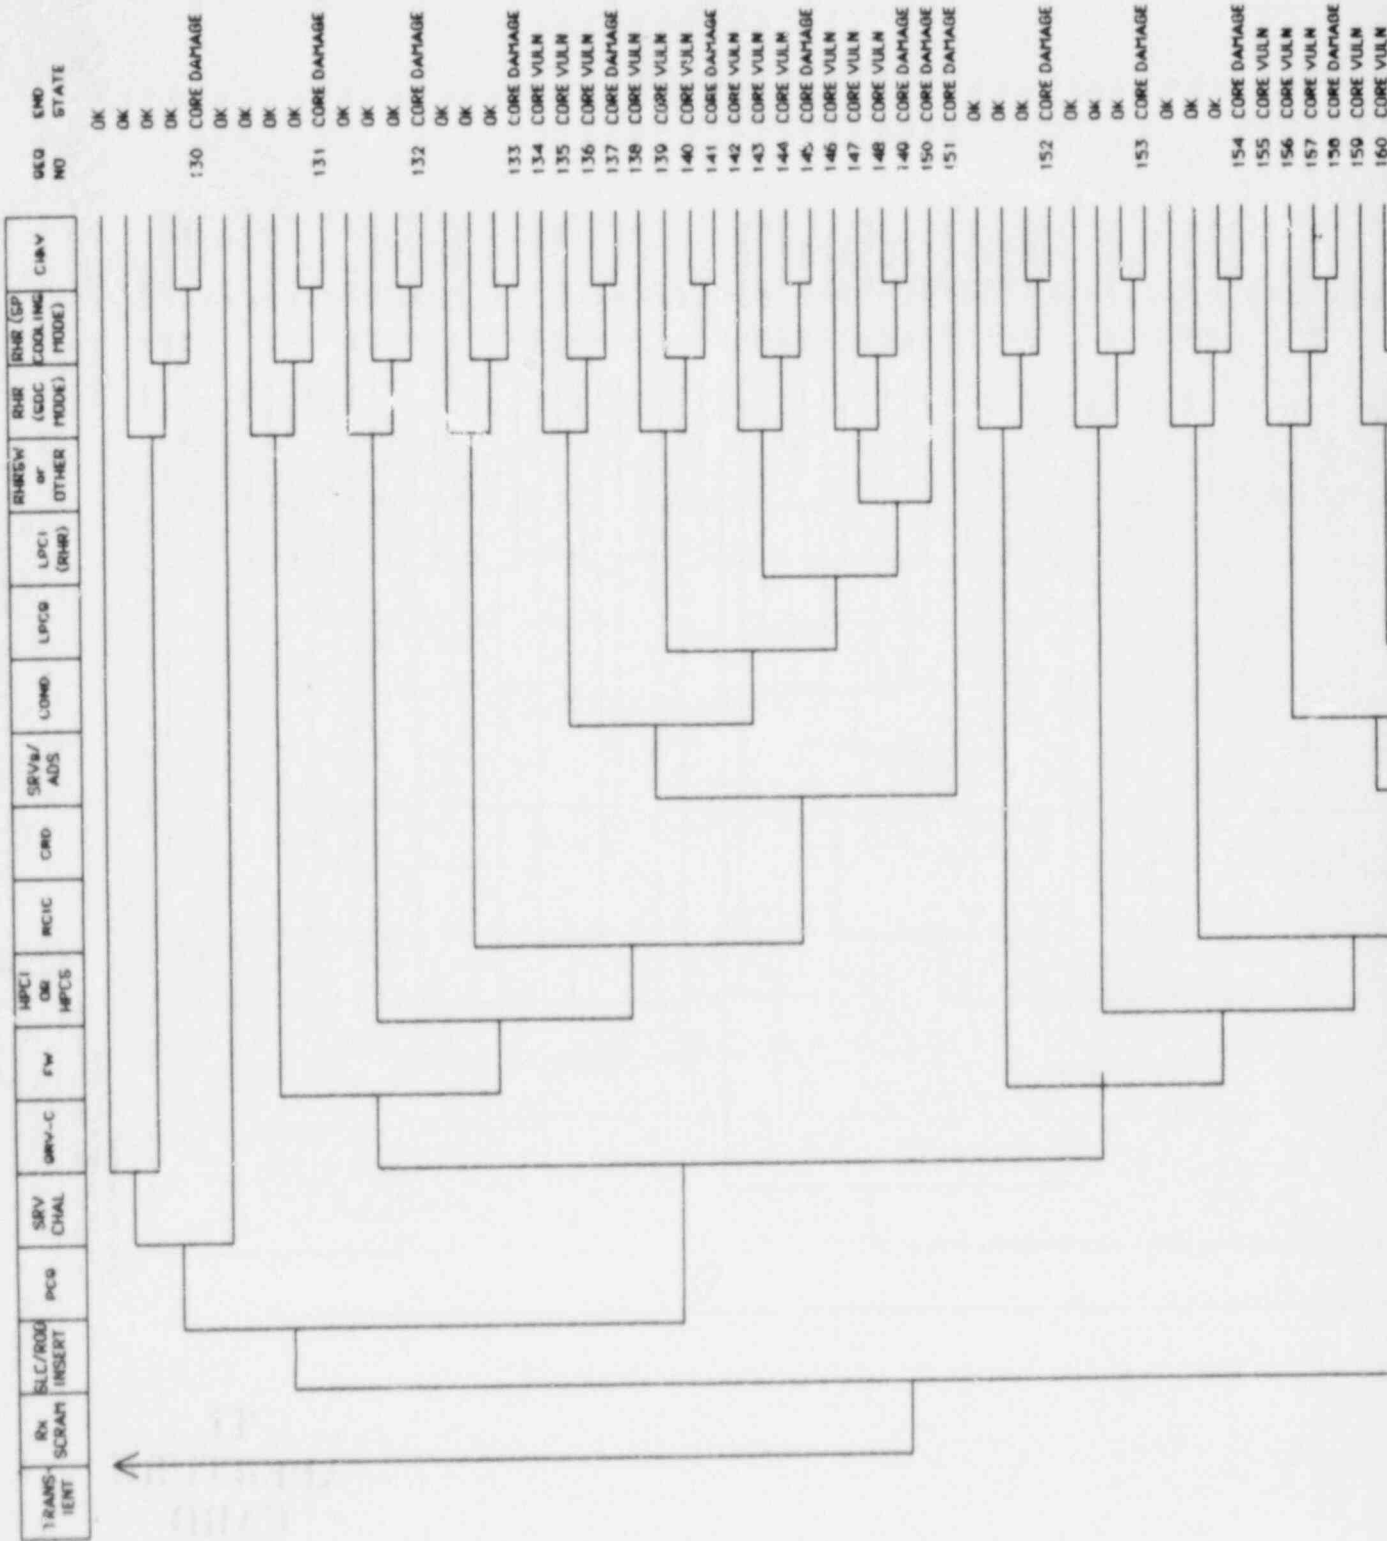 TRANS-
IENT
Rx
SCRAM
SLC/ROD
INSERT
PCS
SRV
CHAL
SRV-C
FW
HPCI
OR
HPCS
RCIC
CRD
SRVs/
ADS
COND
LPCS
LPCI
(RHR)
RHRSW
or
OTHER
RHR
(SDC
MODE)
RHR (SP
COOLING
MODE)
CHAV
SEQ
NO
END
STATE
OK
OK
OK
OK
130 CORE DAMAGE
OK
OK
OK
OK
131 CORE DAMAGE
OK
OK
OK
132 CORE DAMAGE
OK
OK
OK
133 CORE DAMAGE
134 CORE VULN
135 CORE VULN
136 CORE VULN
137 CORE DAMAGE
138 CORE VULN
139 CORE VULN
140 CORE VULN
141 CORE DAMAGE
142 CORE VULN
143 CORE VULN
144 CORE VULN
145 CORE DAMAGE
146 CORE VULN
147 CORE VULN
148 CORE VULN
149 CORE DAMAGE
150 CORE DAMAGE
151 CORE DAMAGE
OK
OK
OK
152 CORE DAMAGE
OK
OK
OK
153 CORE DAMAGE
OK
OK
OK
154 CORE DAMAGE
155 CORE VULN
156 CORE VULN
157 CORE VULN
158 CORE DAMAGE
159 CORE VULN
160 CORE VULN